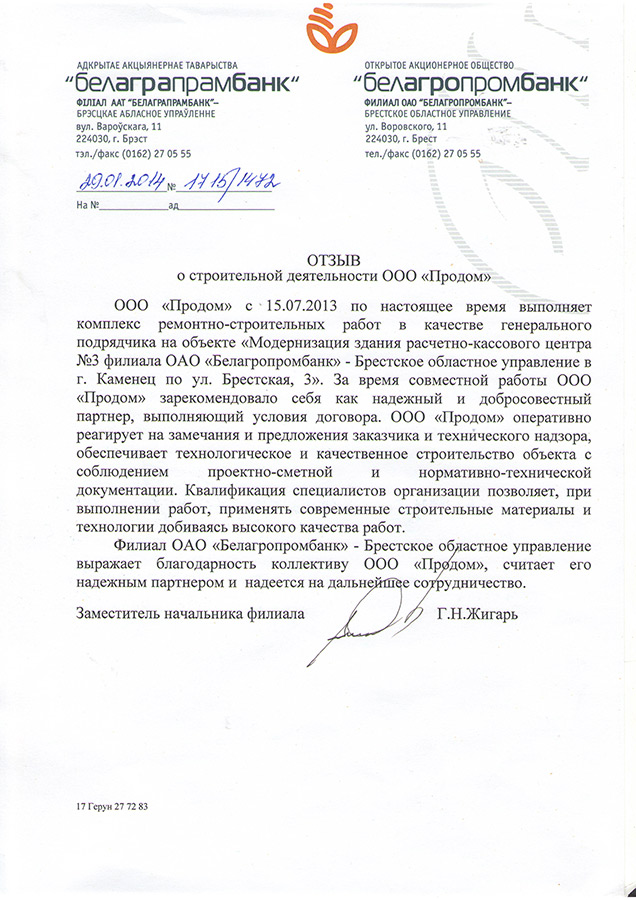 АДКРЫТАЕ АКЦЫЯНЕРНАЕ ТАВАРЫСТВА
"белаграпрамбанк"
ФІЛІАЛ ААТ "БЕЛАГРАПРАМБАНК"–
БРЭСЦКАЕ АБЛАСНОЕ УПРАЎЛЕННЕ
вул. Вароўскага, 11
224030, г. Брэст
тэл./факс (0162) 27 05 55
ОТКРЫТОЕ АКЦИОНЕРНОЕ ОБЩЕСТВО
"белагропромбанк"
ФИЛИАЛ ОАО "БЕЛАГРОПРОМБАНК"–
БРЕСТСКОЕ ОБЛАСТНОЕ УПРАВЛЕНИЕ
ул. Воровского, 11
224030, г. Брест
тел./факс (0162) 27 05 55
20.01.2014 № 1715/1472
На №______________ад____________________
ОТЗЫВ
о строительной деятельности ООО «Продом»
ООО «Продом» с 15.07.2013 по настоящее время выполняет
комплекс ремонтно-строительных работ в качестве генерального
подрядчика на объекте «Модернизация здания расчетно-кассового центра
№3 филиала ОАО «Белагропромбанк» - Брестское областное управление в
г. Каменец по ул. Брестская, 3». За время совместной работы ООО
«Продом» зарекомендовало себя как надежный и добросовестный
партнер, выполняющий условия договора. ООО «Продом» оперативно
реагирует на замечания и предложения заказчика и технического надзора,
обеспечивает технологическое и качественное строительство объекта с
соблюдением проектно-сметной и нормативно-технической
документации. Квалификация специалистов организации позволяет, при
выполнении работ, применять современные строительные материалы и
технологии добиваясь высокого качества работ.
Филиал ОАО «Белагропромбанк» - Брестское областное управление
выражает благодарность коллективу ООО «Продом», считает его
надежным партнером и надеется на дальнейшее сотрудничество.
Заместитель начальника филиала Г.Н.Жигарь
17 Герун 27 72 83